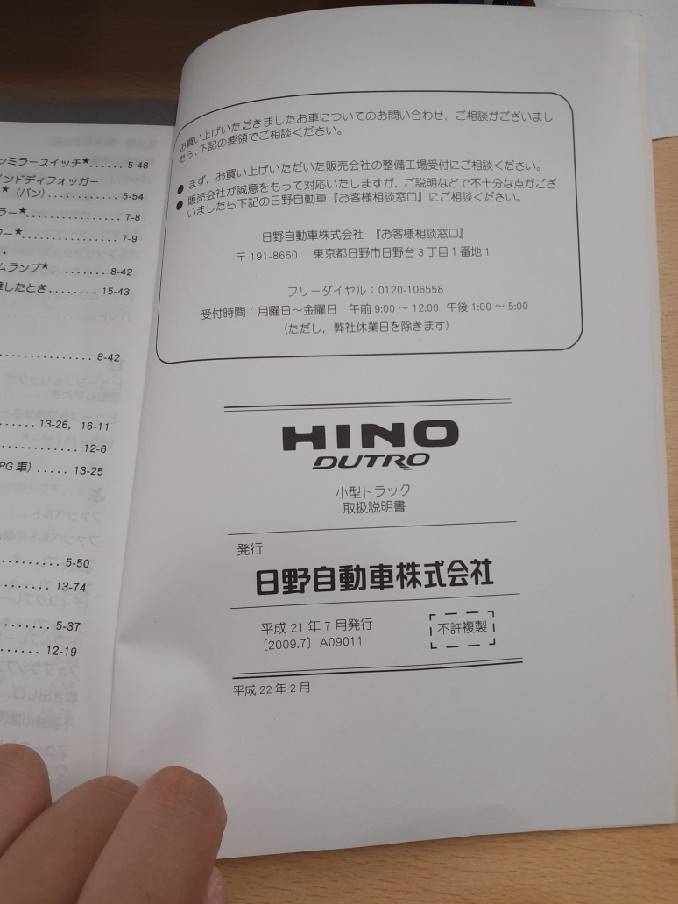 ンミラースイッチ★......5-48
ンドディフォッガー
★（バン）............5-54
ラー★..............7-8
ター★..............7-9
ムランプ★........8-42
したとき........15-43
..............6-42
......13-26, 16-11
..............12-6
PG 車）.....13-25
..........5-50
..........13-74
........5-37
......12-19
お買い上げいただきましたお車についてのお問い合わせ、ご相談がございまし
たら、下記の要領でご相談ください。
● まず、お買い上げいただいた販売会社の整備工場受付にご相談ください。
● 販売会社が誠意をもって対応いたしますが、ご説明などで不十分な点がござ
いましたら下記の日野自動車『お客様相談窓口』にご相談ください。
日野自動車株式会社 『お客様相談窓口』
〒191-8660 東京都日野市日野台3丁目1番地1
フリーダイヤル：0120-106558
受付時間 月曜日～金曜日 午前9:00～12:00 午後1:00～5:00
（ただし，弊社休業日を除きます）
HINO
DUTRO
小型トラック
取扱説明書
発行
日野自動車株式会社
平成21年7月発行
〔2009.7〕A09011
不許複製
平成22年2月